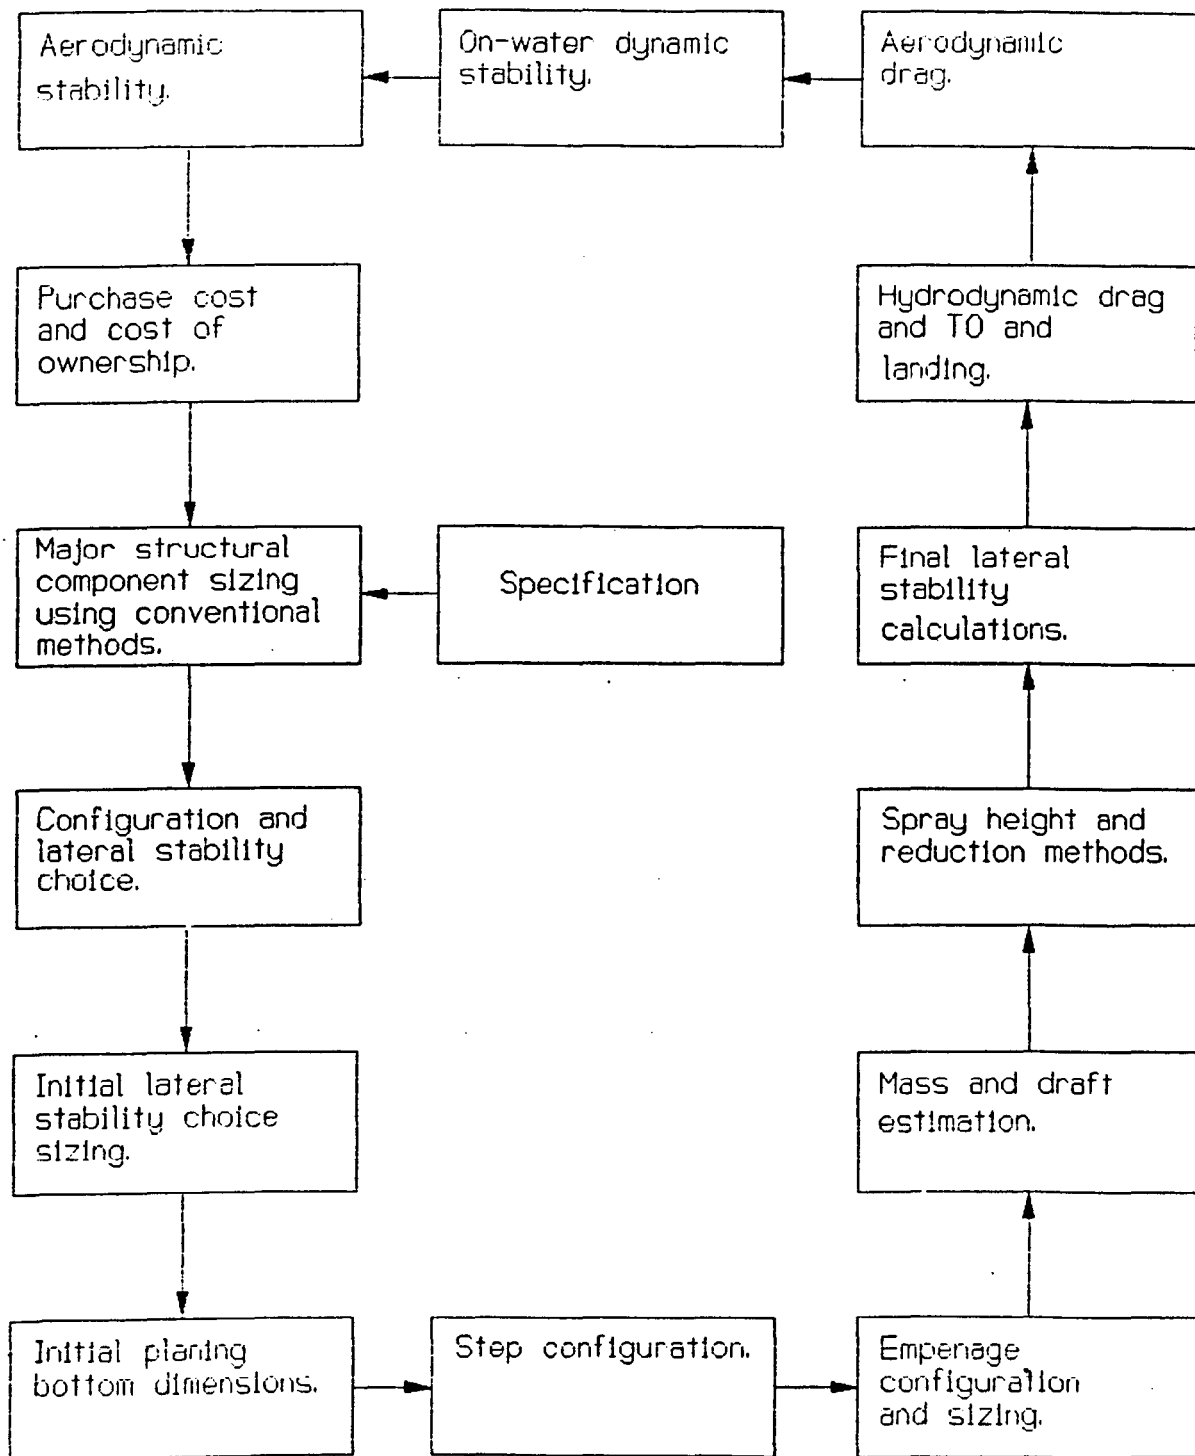 Aerodynamic
stability.
On-water dynamic
stability.
Aerodynamic
drag.
Purchase cost
and cost of
ownership.
Hydrodynamic drag
and TO and
landing.
Major structural
component sizing
using conventional
methods.
Specification
Final lateral
stability
calculations.
Configuration and
lateral stability
choice.
Spray height and
reduction methods.
Initial lateral
stability choice
sizing.
Mass and draft
estimation.
Initial planing
bottom dimensions.
Step configuration.
Empenage
configuration
and sizing.